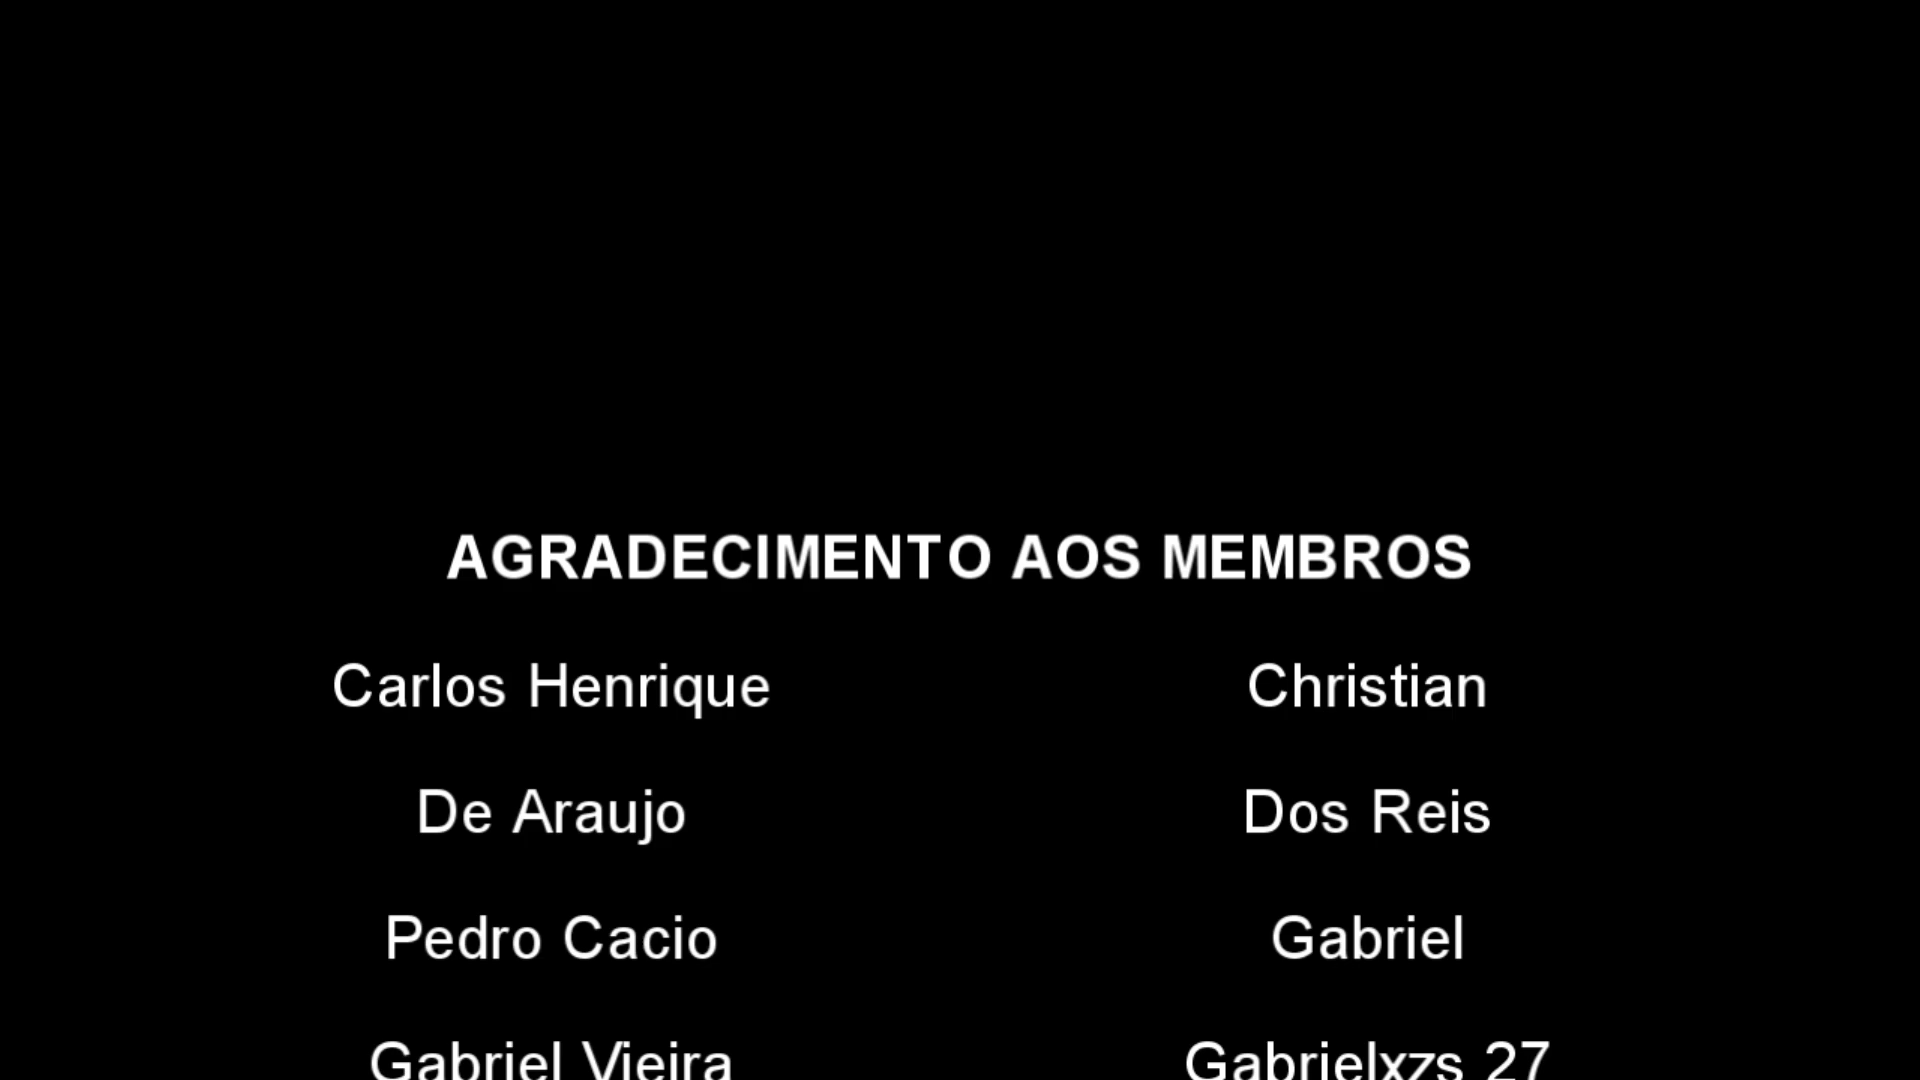 AGRADECIMENTO AOS MEMBROS
Carlos Henrique Christian
De Araujo Dos Reis
Pedro Cacio Gabriel
Gabriel Vieira Gabrielxzs 27